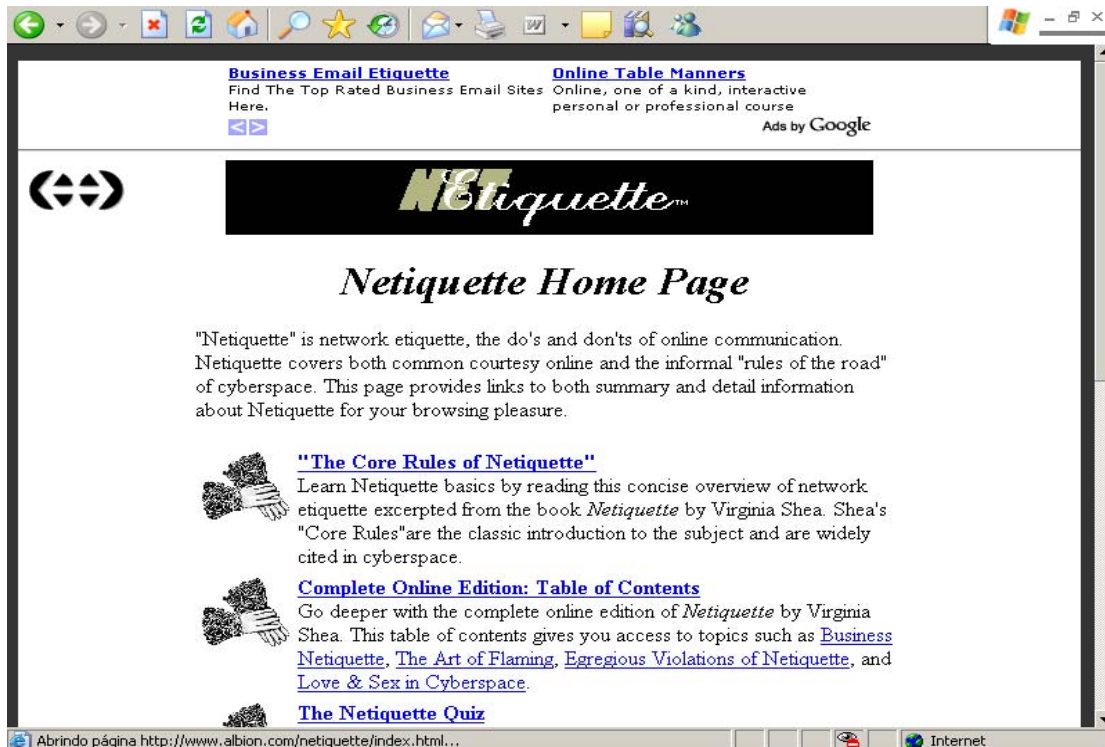 Business Email Etiquette
Find The Top Rated Business Email Sites
Here.
Online Table Manners
Online, one of a kind, interactive
personal or professional course
Ads by Google
NETiquette™
Netiquette Home Page
"Netiquette" is network etiquette, the do's and don'ts of online communication.
Netiquette covers both common courtesy online and the informal "rules of the road"
of cyberspace. This page provides links to both summary and detail information
about Netiquette for your browsing pleasure.
"The Core Rules of Netiquette"
Learn Netiquette basics by reading this concise overview of network
etiquette excerpted from the book Netiquette by Virginia Shea. Shea's
"Core Rules"are the classic introduction to the subject and are widely
cited in cyberspace.
Complete Online Edition: Table of Contents
Go deeper with the complete online edition of Netiquette by Virginia
Shea. This table of contents gives you access to topics such as Business
Netiquette, The Art of Flaming, Egregious Violations of Netiquette, and
Love & Sex in Cyberspace.
The Netiquette Quiz
Abrindo página http://www.albion.com/netiquette/index.html...
Internet